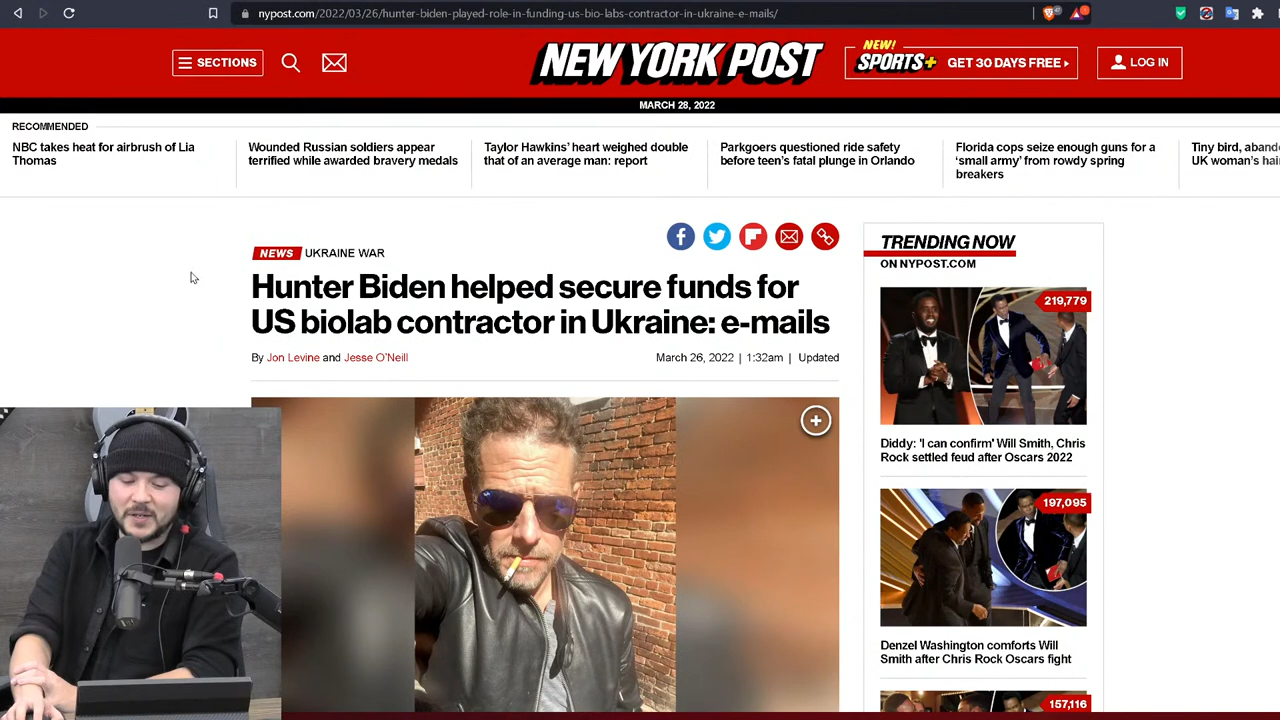 nypost.com/2022/03/26/hunter-biden-played-role-in-funding-us-bio-labs-contractor-in-ukraine-e-mails/
SECTIONS
NEW YORK POST
NEW!
SPORTS+
GET 30 DAYS FREE
LOG IN
MARCH 28, 2022
RECOMMENDED
NBC takes heat for airbrush of Lia
Thomas
Wounded Russian soldiers appear
terrified while awarded bravery medals
Taylor Hawkins' heart weighed double
that of an average man: report
Parkgoers questioned ride safety
before teen's fatal plunge in Orlando
Florida cops seize enough guns for a
'small army' from rowdy spring
breakers
Tiny bird,
UK woman's
NEWS UKRAINE WAR
Hunter Biden helped secure funds for
US biolab contractor in Ukraine: e-mails
By Jon Levine and Jesse O'Neill
March 26, 2022 | 1:32am | Updated
TRENDING NOW
ON NYPOST.COM
219,779
Diddy: 'I can confirm' Will Smith, Chris
Rock settled feud after Oscars 2022
197,095
Denzel Washington comforts Will
Smith after Chris Rock Oscars fight
157,116